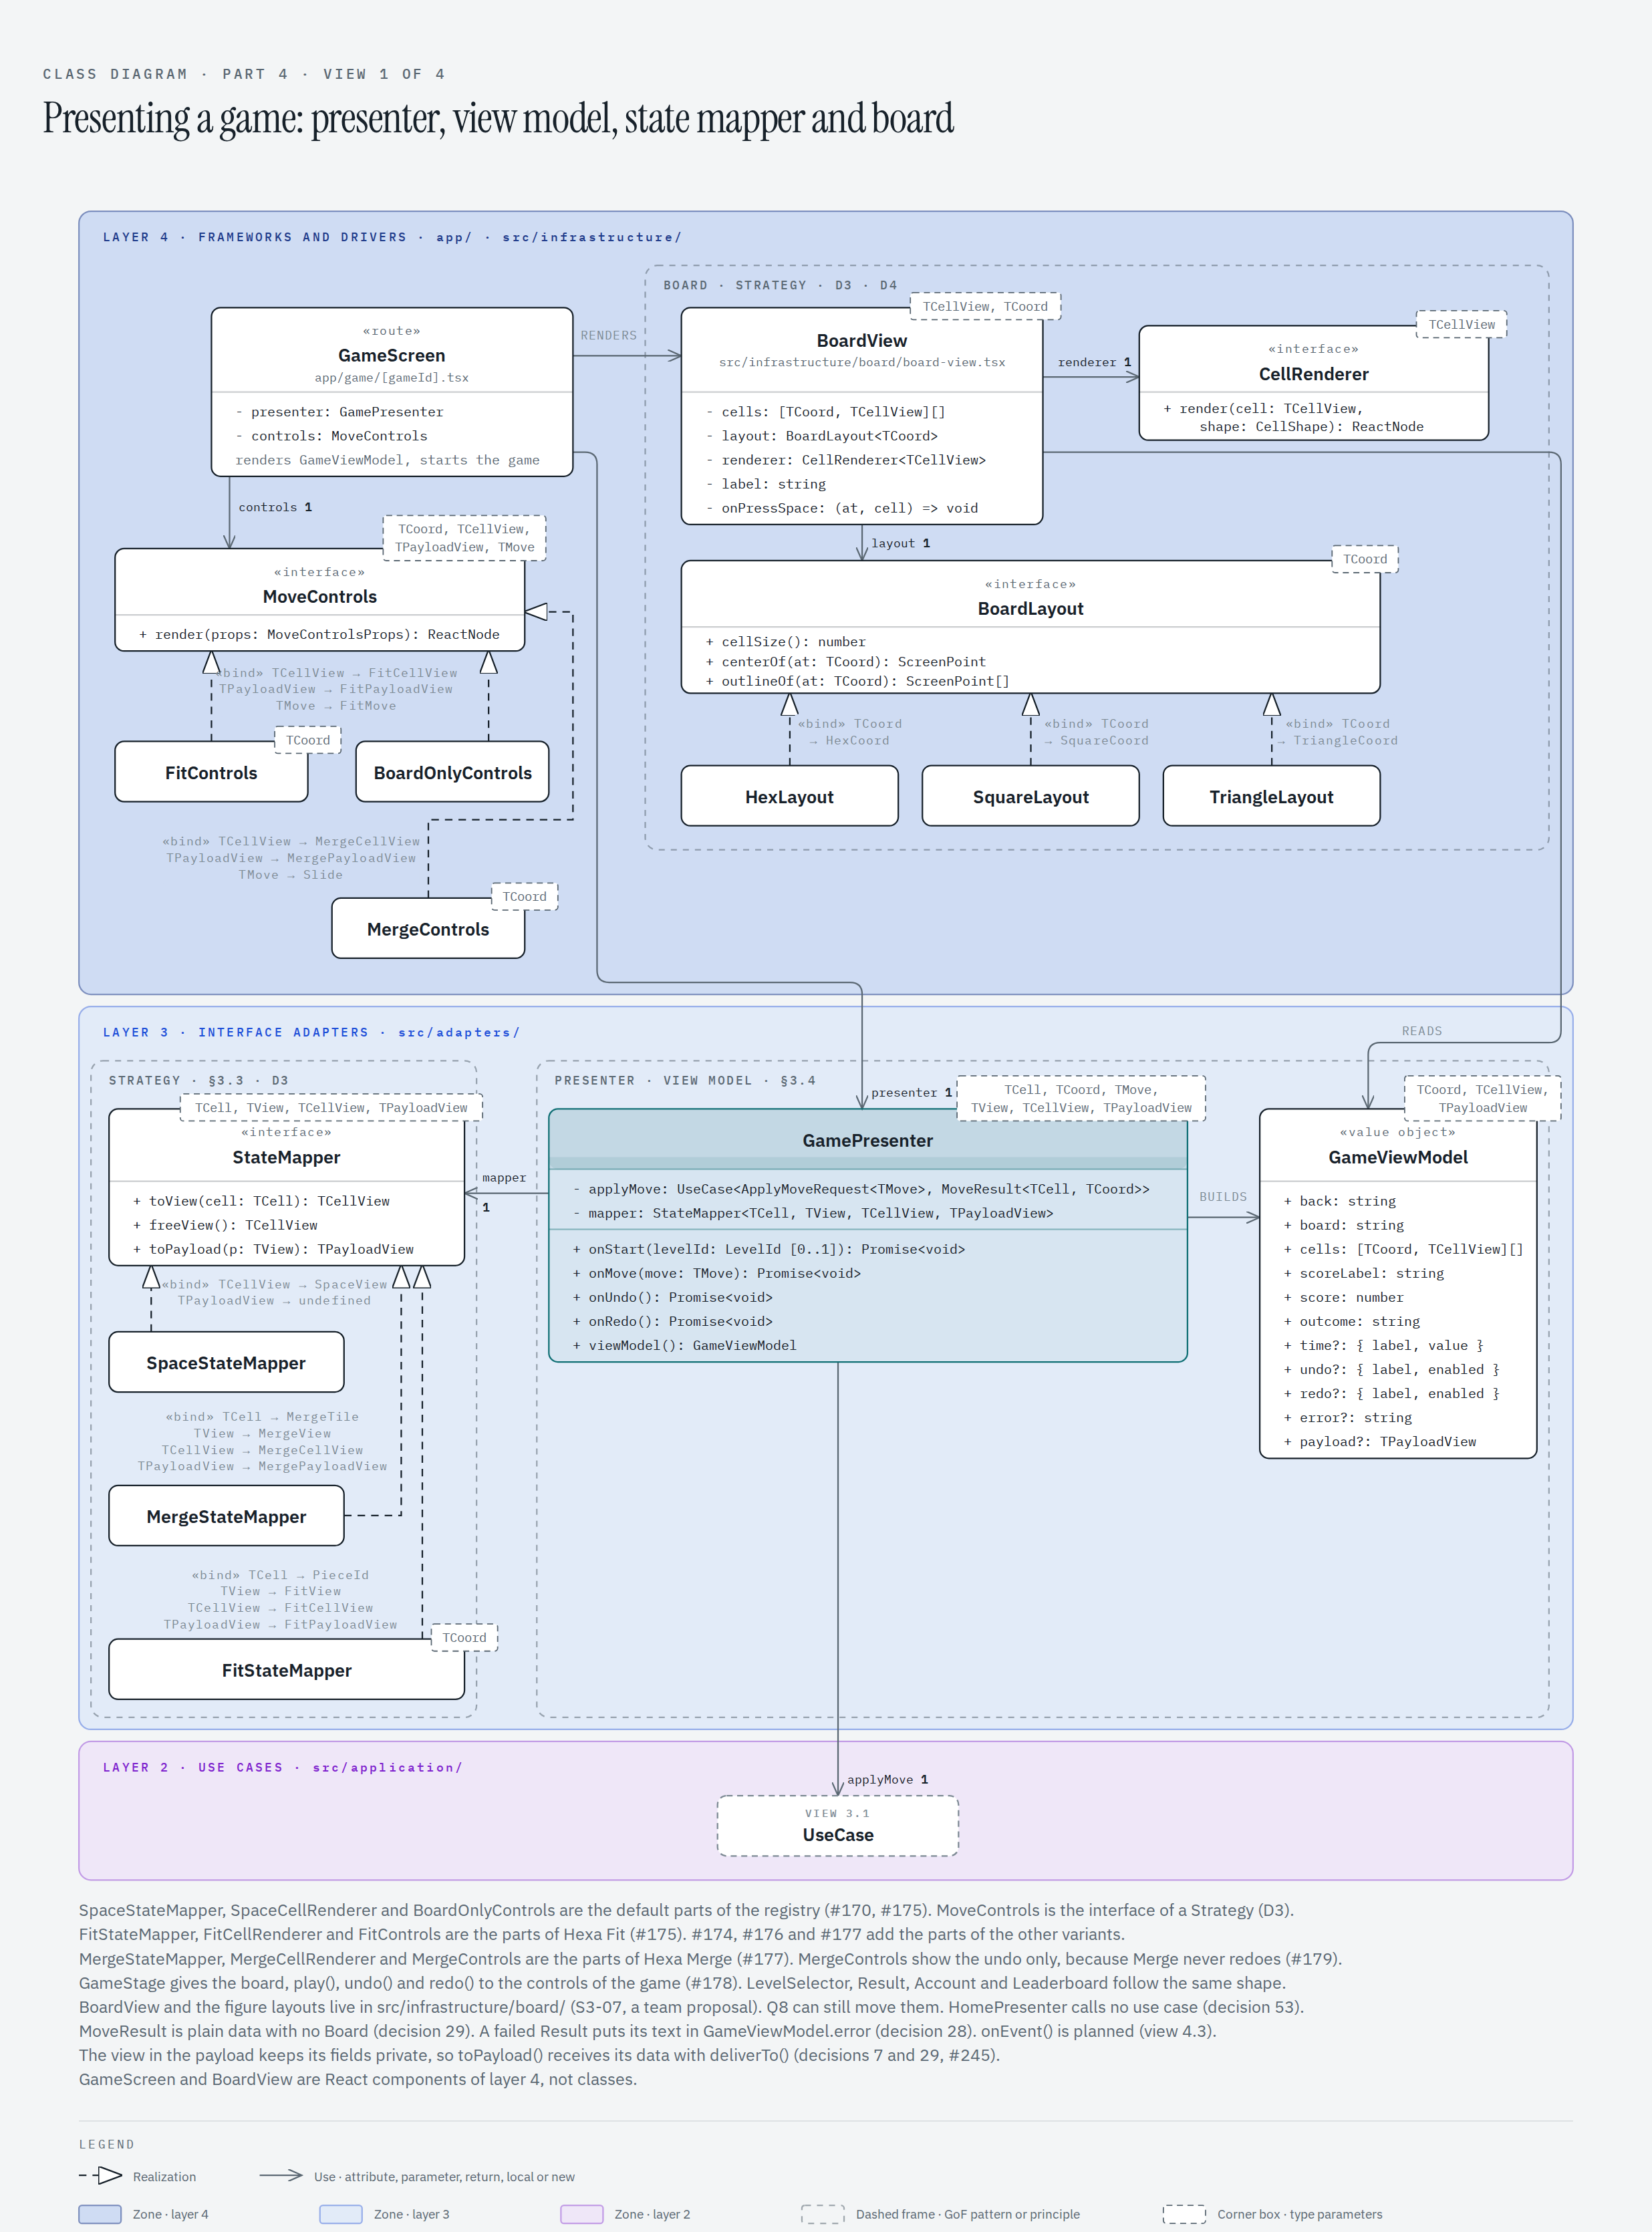 CLASS DIAGRAM · PART 4 · VIEW 1 OF 4
Presenting a game: presenter, view model, state mapper and board
LAYER 4 · FRAMEWORKS AND DRIVERS · app/ · src/infrastructure/
BOARD · STRATEGY · D3 · D4
«route»
GameScreen
app/game/[gameId].tsx
- presenter: GamePresenter
- controls: MoveControls
renders GameViewModel, starts the game
RENDERS
TCellView, TCoord
BoardView
src/infrastructure/board/board-view.tsx
- cells: [TCoord, TCellView][]
- layout: BoardLayout<TCoord>
- renderer: CellRenderer<TCellView>
- label: string
- onPressSpace: (at, cell) => void
renderer 1
TCellView
«interface»
CellRenderer
+ render(cell: TCellView,
shape: CellShape): ReactNode
controls 1
TCoord, TCellView,
TPayloadView, TMove
«interface»
MoveControls
+ render(props: MoveControlsProps): ReactNode
layout 1
TCoord
«interface»
BoardLayout
+ cellSize(): number
+ centerOf(at: TCoord): ScreenPoint
+ outlineOf(at: TCoord): ScreenPoint[]
«bind» TCellView → FitCellView
TPayloadView → FitPayloadView
TMove → FitMove
«bind» TCoord
→ HexCoord
«bind» TCoord
→ SquareCoord
«bind» TCoord
→ TriangleCoord
TCoord
FitControls
BoardOnlyControls
HexLayout
SquareLayout
TriangleLayout
«bind» TCellView → MergeCellView
TPayloadView → MergePayloadView
TMove → Slide
TCoord
MergeControls
LAYER 3 · INTERFACE ADAPTERS · src/adapters/
READS
STRATEGY · §3.3 · D3
TCell, TView, TCellView, TPayloadView
«interface»
StateMapper
+ toView(cell: TCell): TCellView
+ freeView(): TCellView
+ toPayload(p: TView): TPayloadView
mapper
1
PRESENTER · VIEW MODEL · §3.4
presenter 1
TCell, TCoord, TMove,
TView, TCellView, TPayloadView
GamePresenter
- applyMove: UseCase<ApplyMoveRequest<TMove>, MoveResult<TCell, TCoord>>
- mapper: StateMapper<TCell, TView, TCellView, TPayloadView>
+ onStart(levelId: LevelId [0..1]): Promise<void>
+ onMove(move: TMove): Promise<void>
+ onUndo(): Promise<void>
+ onRedo(): Promise<void>
+ viewModel(): GameViewModel
BUILDS
TCoord, TCellView,
TPayloadView
«value object»
GameViewModel
+ back: string
+ board: string
+ cells: [TCoord, TCellView][]
+ scoreLabel: string
+ score: number
+ outcome: string
+ time?: { label, value }
+ undo?: { label, enabled }
+ redo?: { label, enabled }
+ error?: string
+ payload?: TPayloadView
«bind» TCellView → SpaceView
TPayloadView → undefined
SpaceStateMapper
«bind» TCell → MergeTile
TView → MergeView
TCellView → MergeCellView
TPayloadView → MergePayloadView
MergeStateMapper
«bind» TCell → PieceId
TView → FitView
TCellView → FitCellView
TPayloadView → FitPayloadView
TCoord
FitStateMapper
LAYER 2 · USE CASES · src/application/
applyMove 1
VIEW 3.1
UseCase
SpaceStateMapper, SpaceCellRenderer and BoardOnlyControls are the default parts of the registry (#170, #175). MoveControls is the interface of a Strategy (D3).
FitStateMapper, FitCellRenderer and FitControls are the parts of Hexa Fit (#175). #174, #176 and #177 add the parts of the other variants.
MergeStateMapper, MergeCellRenderer and MergeControls are the parts of Hexa Merge (#177). MergeControls show the undo only, because Merge never redoes (#179).
GameStage gives the board, play(), undo() and redo() to the controls of the game (#178). LevelSelector, Result, Account and Leaderboard follow the same shape.
BoardView and the figure layouts live in src/infrastructure/board/ (S3-07, a team proposal). Q8 can still move them. HomePresenter calls no use case (decision 53).
MoveResult is plain data with no Board (decision 29). A failed Result puts its text in GameViewModel.error (decision 28). onEvent() is planned (view 4.3).
The view in the payload keeps its fields private, so toPayload() receives its data with deliverTo() (decisions 7 and 29, #245).
GameScreen and BoardView are React components of layer 4, not classes.
LEGEND
Realization
Use · attribute, parameter, return, local or new
Zone · layer 4
Zone · layer 3
Zone · layer 2
Dashed frame · GoF pattern or principle
Corner box · type parameters